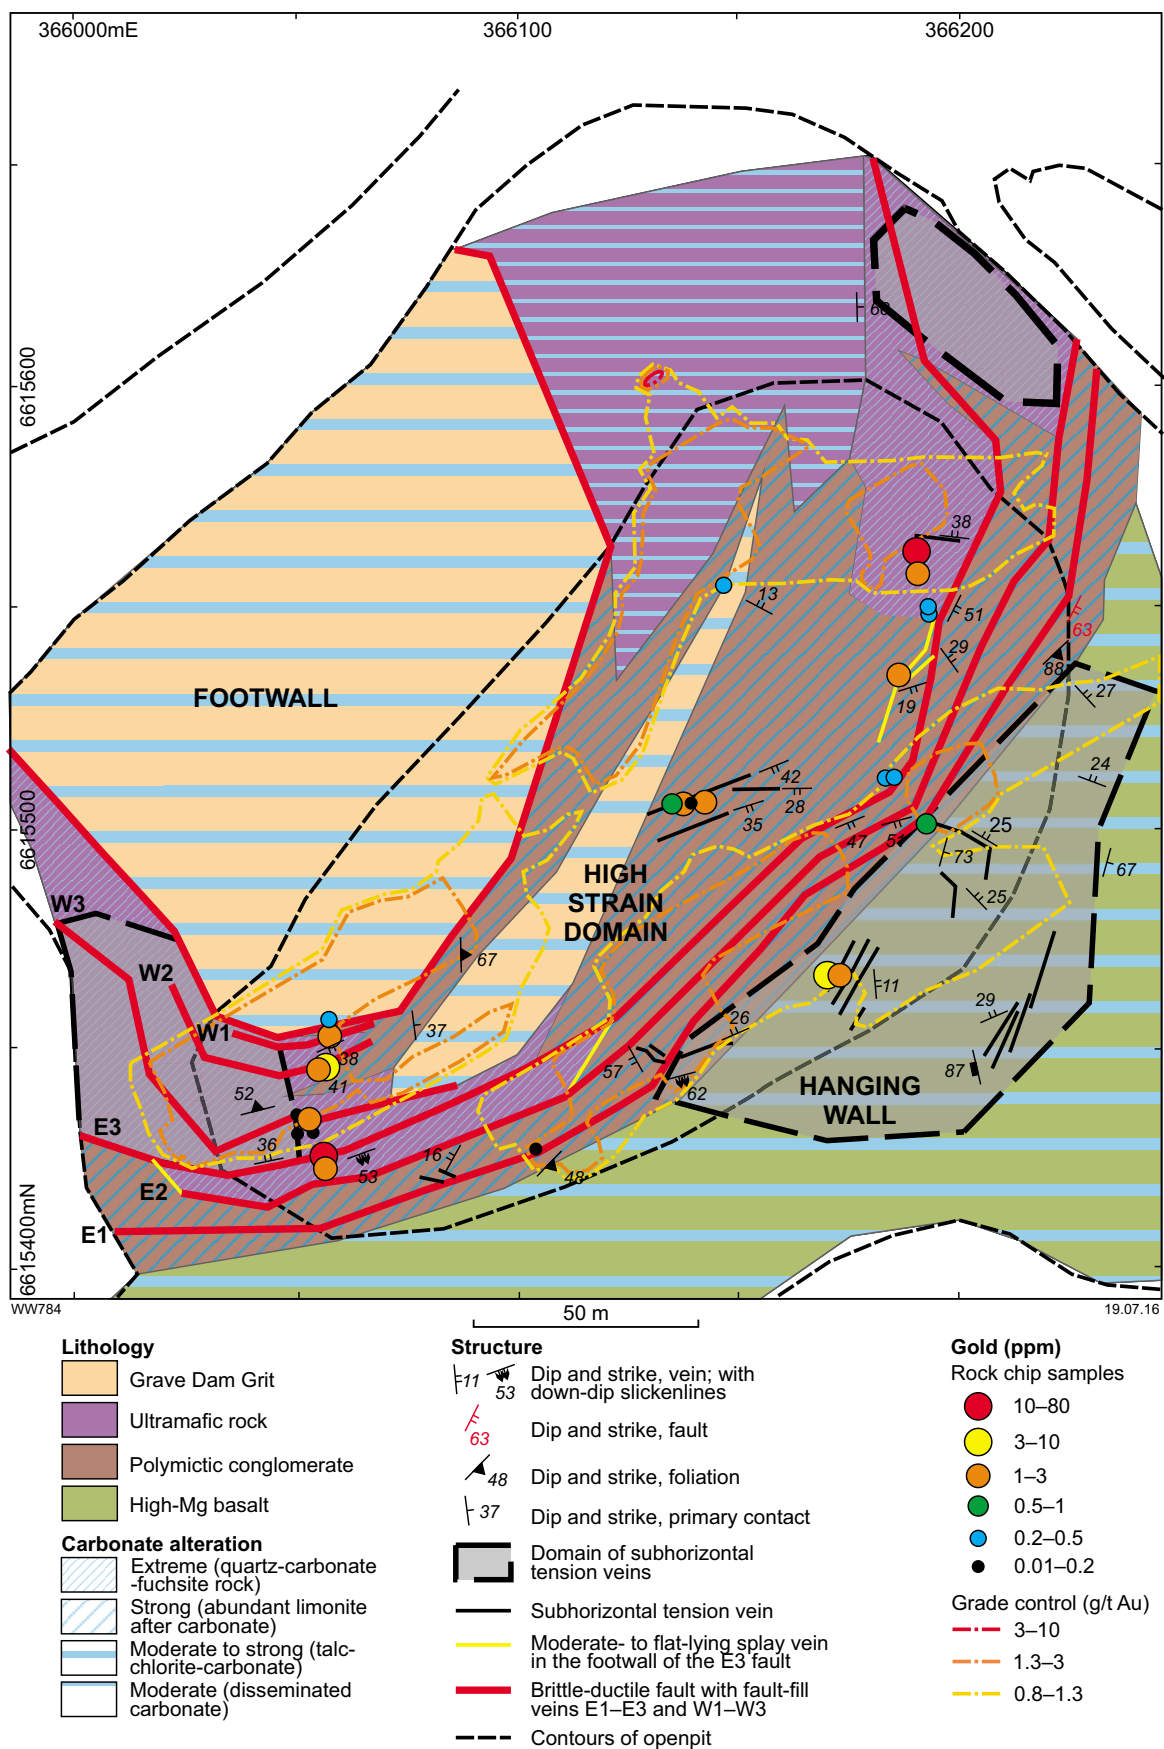 366000mE
366100
366200
60
6615600
38
13
51
63
29
88
FOOTWALL
27
19
24
42
28
6615500
35
47
51
25
73
67
HIGH
STRAIN
DOMAIN
25
W3
67
W2
11
29
26
37
W1
38
57
87
41
62
HANGING
WALL
52
E3
36
16
53
48
E2
E1
6615400mN
WW784
50 m
19.07.16
Lithology
Grave Dam Grit
Ultramafic rock
Polymictic conglomerate
High-Mg basalt
Carbonate alteration
Extreme (quartz-carbonate
-fuchsite rock)
Strong (abundant limonite
after carbonate)
Moderate to strong (talc-
chlorite-carbonate)
Moderate (disseminated
carbonate)
Structure
11
53
Dip and strike, vein; with
down-dip slickenlines
63
Dip and strike, fault
48
Dip and strike, foliation
37
Dip and strike, primary contact
Domain of subhorizontal
tension veins
Subhorizontal tension vein
Moderate- to flat-lying splay vein
in the footwall of the E3 fault
Brittle-ductile fault with fault-fill
veins E1–E3 and W1–W3
Contours of openpit
Gold (ppm)
Rock chip samples
10–80
3–10
1–3
0.5–1
0.2–0.5
0.01–0.2
Grade control (g/t Au)
3–10
1.3–3
0.8–1.3